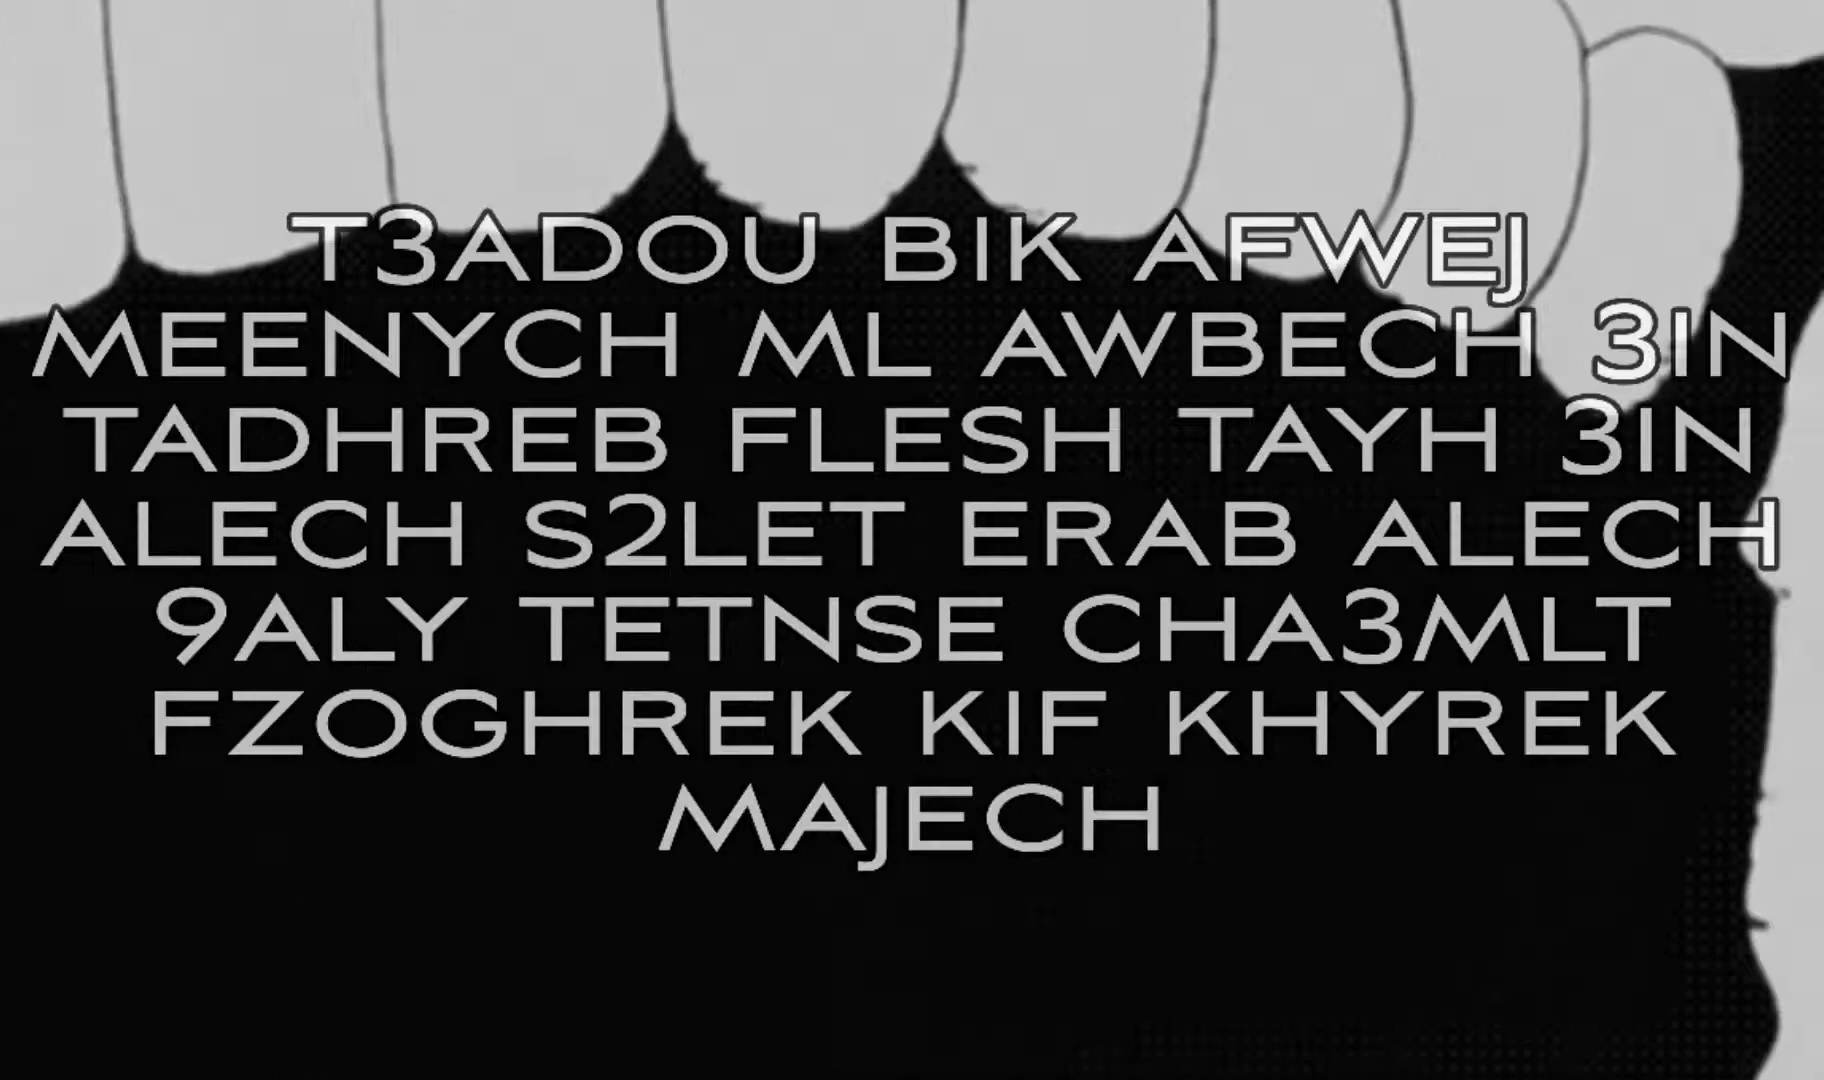 T3ADOU BIK AFWEJ
MEENYCH ML AWBECH 3IN
TADHREB FLESH TAYH 3IN
ALECH S2LET ERAB ALECH
9ALY TETNSE CHA3MLT
FZOGHREK KIF KHYREK
MAJECH